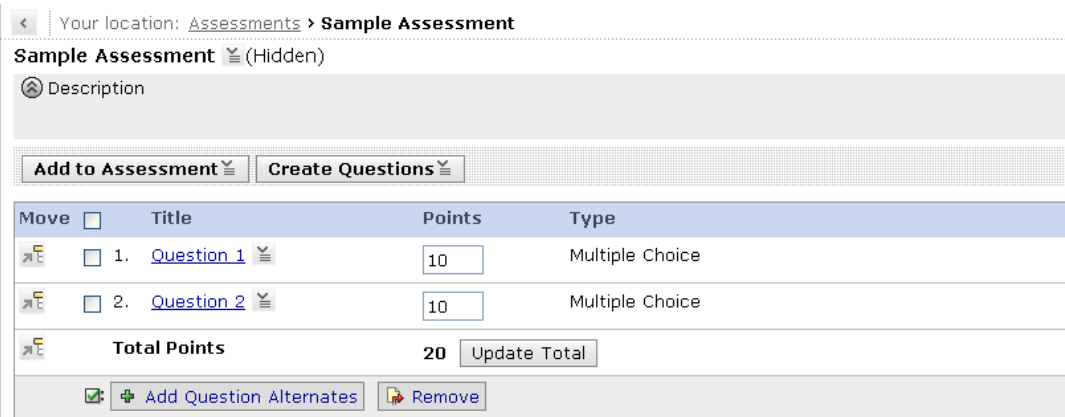 Your location: Assessments › Sample Assessment
Sample Assessment (Hidden)
Description
Add to Assessment Create Questions
Move Title Points Type
1. Question 1 10 Multiple Choice
2. Question 2 10 Multiple Choice
Total Points 20 Update Total
: Add Question Alternates Remove